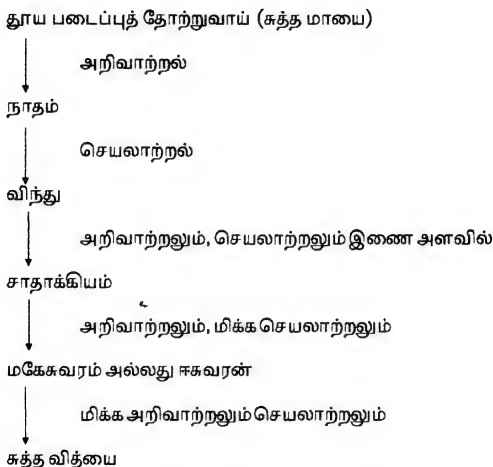 தூய படைப்புத் தோற்றுவாய் (சுத்த மாயை)
அறிவாற்றல்
நாதம்
செயலாற்றல்
விந்து
அறிவாற்றலும், செயலாற்றலும் இணை அளவில்
சாதாக்கியம்
அறிவாற்றலும், மிக்க செயலாற்றலும்
மகேசுவரம் அல்லது ஈசுவரன்
மிக்க அறிவாற்றலும் செயலாற்றலும்
சுத்த வித்யை